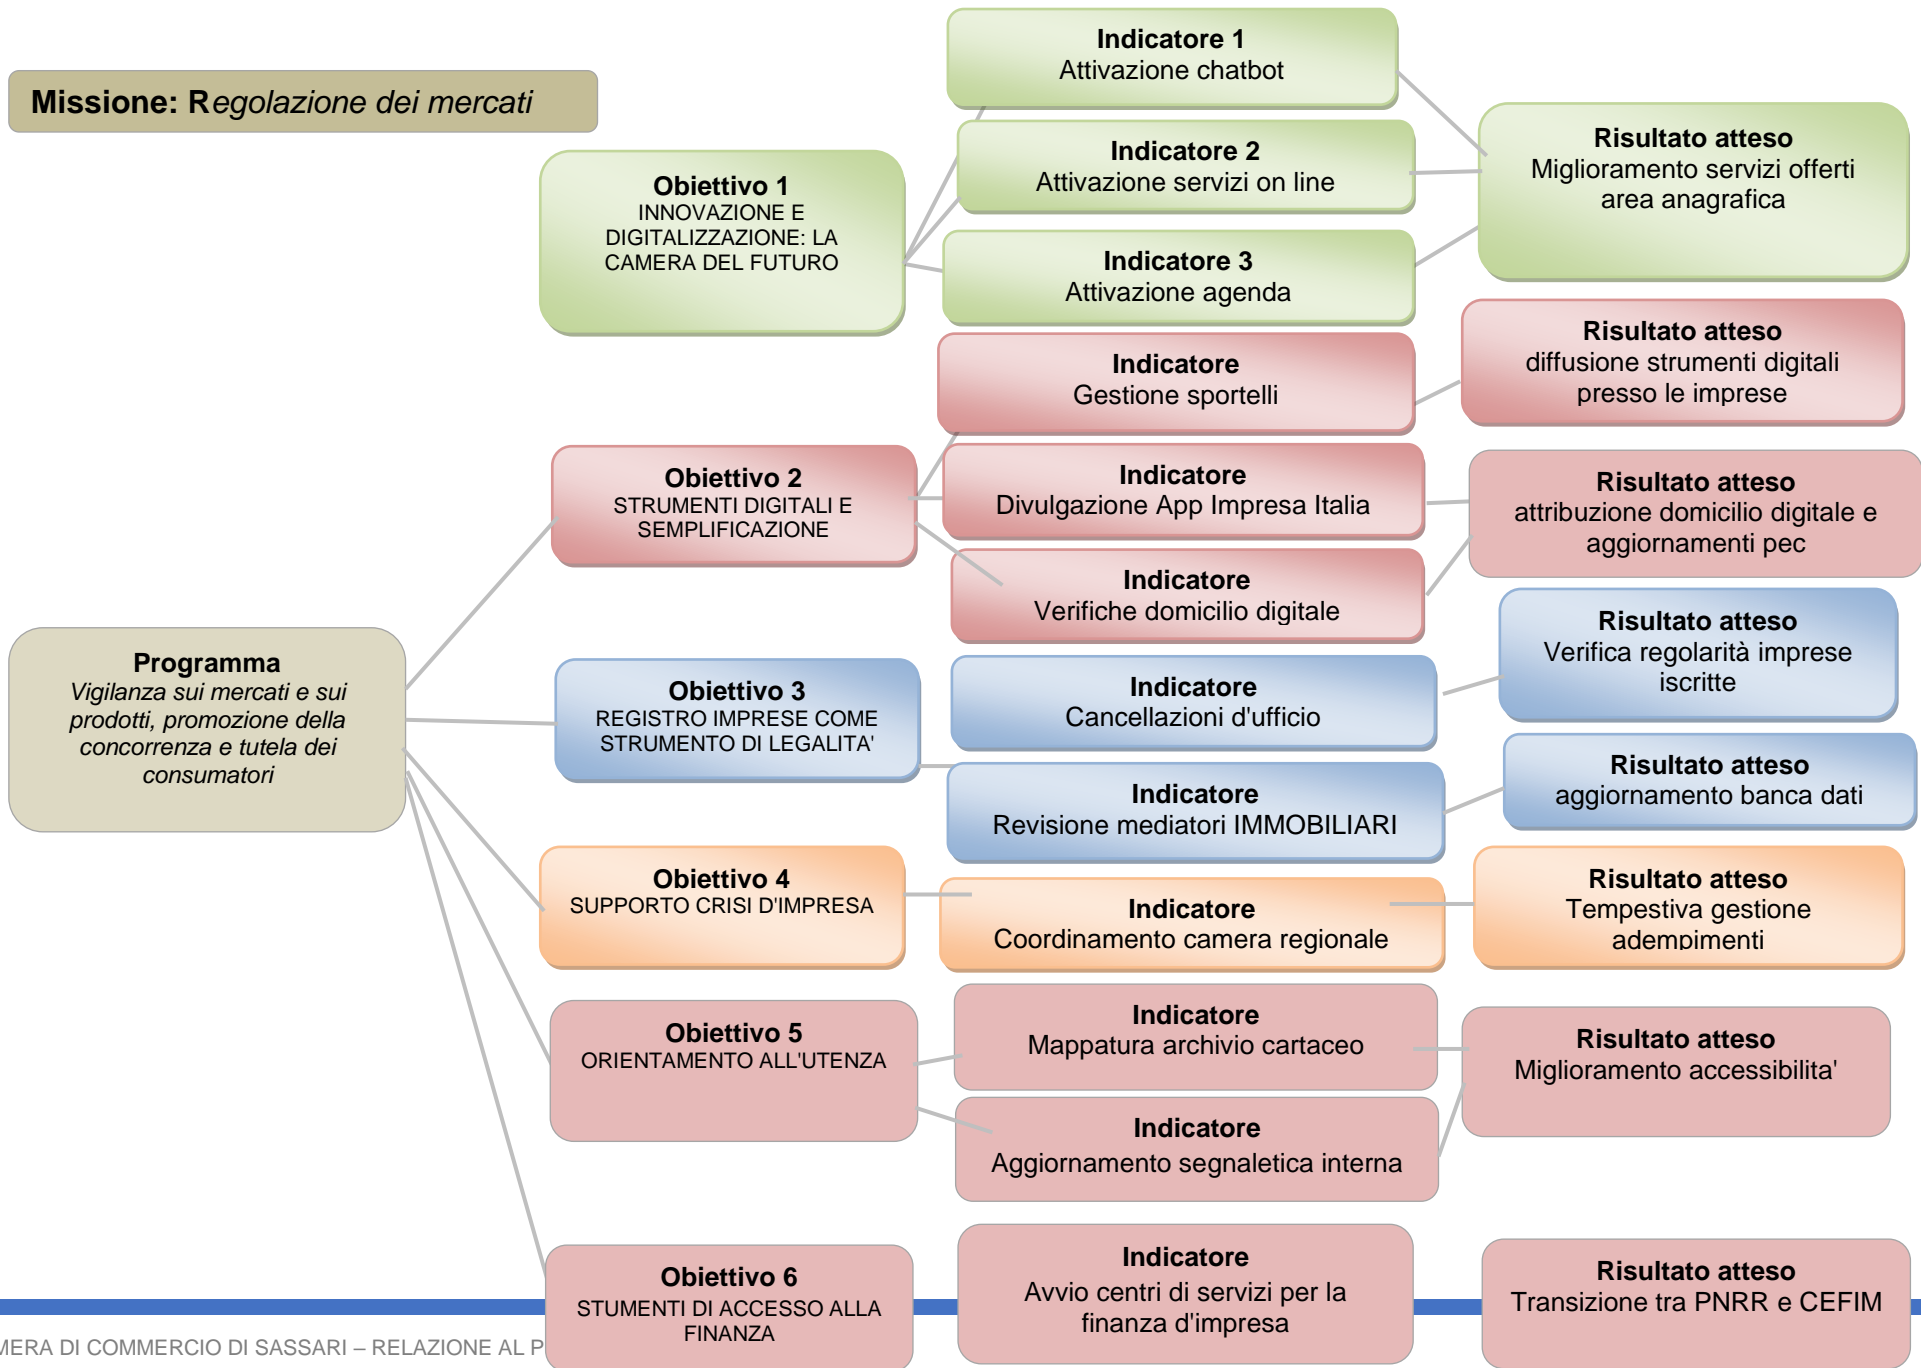 Missione: Regolazione dei mercati
Programma
Vigilanza sui mercati e sui
prodotti, promozione della
concorrenza e tutela dei
consumatori
Obiettivo 1
INNOVAZIONE E
DIGITALIZZAZIONE: LA
CAMERA DEL FUTURO
Indicatore 1
Attivazione chatbot
Indicatore 2
Attivazione servizi on line
Indicatore 3
Attivazione agenda
Risultato atteso
Miglioramento servizi offerti
area anagrafica
Obiettivo 2
STRUMENTI DIGITALI E
SEMPLIFICAZIONE
Indicatore
Gestione sportelli
Indicatore
Divulgazione App Impresa Italia
Indicatore
Verifiche domicilio digitale
Risultato atteso
diffusione strumenti digitali
presso le imprese
Risultato atteso
attribuzione domicilio digitale e
aggiornamenti pec
Obiettivo 3
REGISTRO IMPRESE COME
STRUMENTO DI LEGALITA'
Indicatore
Cancellazioni d'ufficio
Indicatore
Revisione mediatori IMMOBILIARI
Risultato atteso
Verifica regolarità imprese
iscritte
Risultato atteso
aggiornamento banca dati
Obiettivo 4
SUPPORTO CRISI D'IMPRESA
Indicatore
Coordinamento camera regionale
Risultato atteso
Tempestiva gestione
adempimenti
Obiettivo 5
ORIENTAMENTO ALL'UTENZA
Indicatore
Mappatura archivio cartaceo
Indicatore
Aggiornamento segnaletica interna
Risultato atteso
Miglioramento accessibilita'
Obiettivo 6
STUMENTI DI ACCESSO ALLA
FINANZA
Indicatore
Avvio centri di servizi per la
finanza d'impresa
Risultato atteso
Transizione tra PNRR e CEFIM
MERA DI COMMERCIO DI SASSARI – RELAZIONE AL P